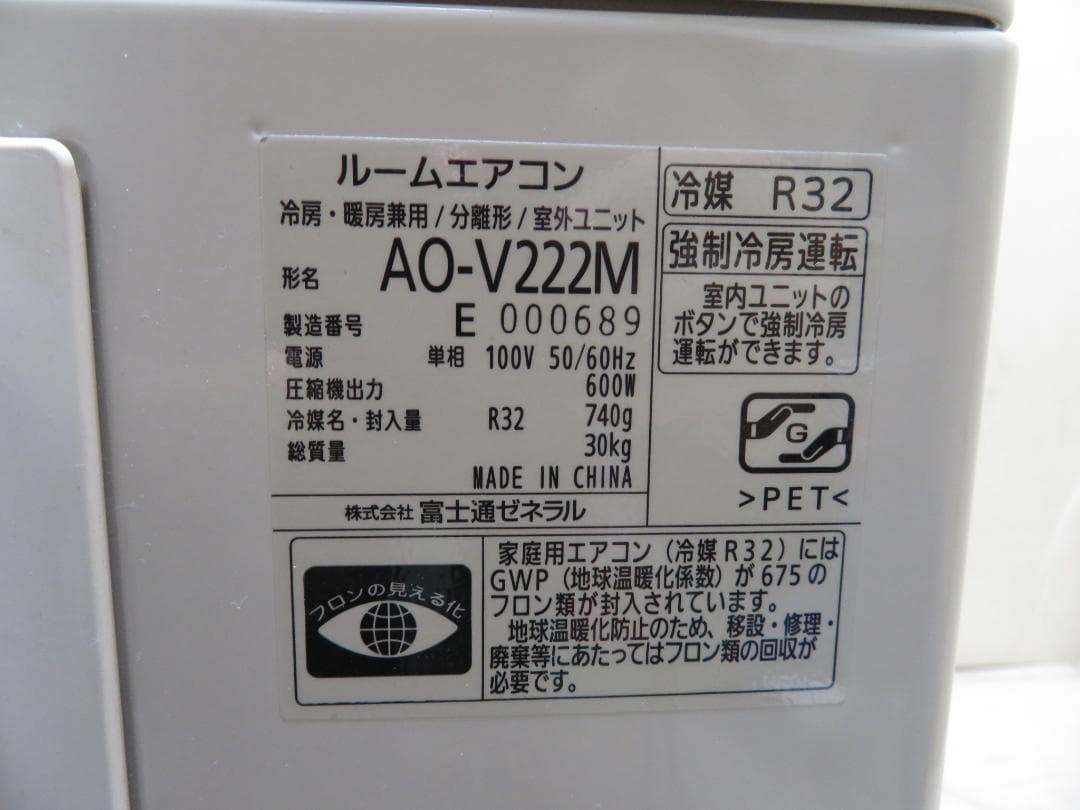 ルームエアコン
冷房・暖房兼用/分離形/室外ユニット
形名 AO-V222M
製造番号 E 000689
電源 単相 100V 50/60Hz
圧縮機出力 600W
冷媒名・封入量 R32 740g
総質量 30kg
MADE IN CHINA
株式会社 富士通ゼネラル
冷媒 R32
強制冷房運転
室内ユニットの
ボタンで強制冷房
運転ができます。
G
>PET<
フロンの見える化
家庭用エアコン（冷媒R32）には
GWP（地球温暖化係数）が675の
フロン類が封入されています。
地球温暖化防止のため、移設・修理・
廃棄等にあたってはフロン類の回収が
必要です。